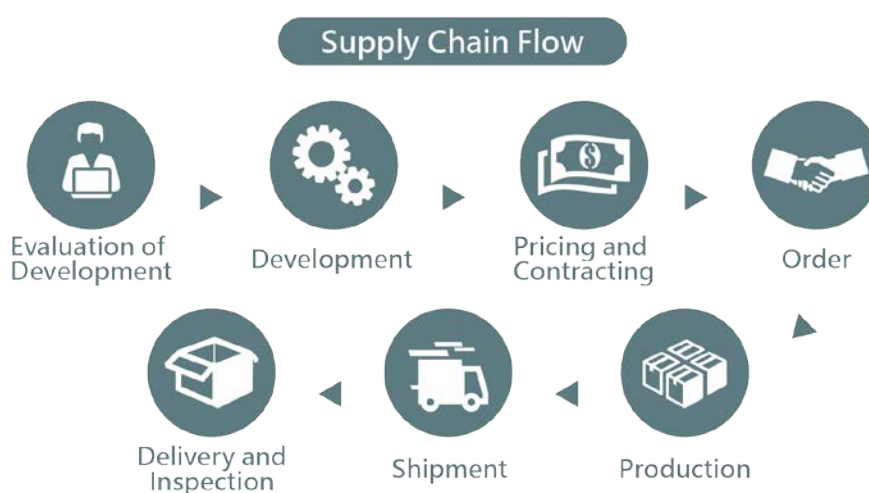 Supply Chain Flow
Evaluation of
Development
Development
Pricing and
Contracting
Order
Delivery and
Inspection
Shipment
Production